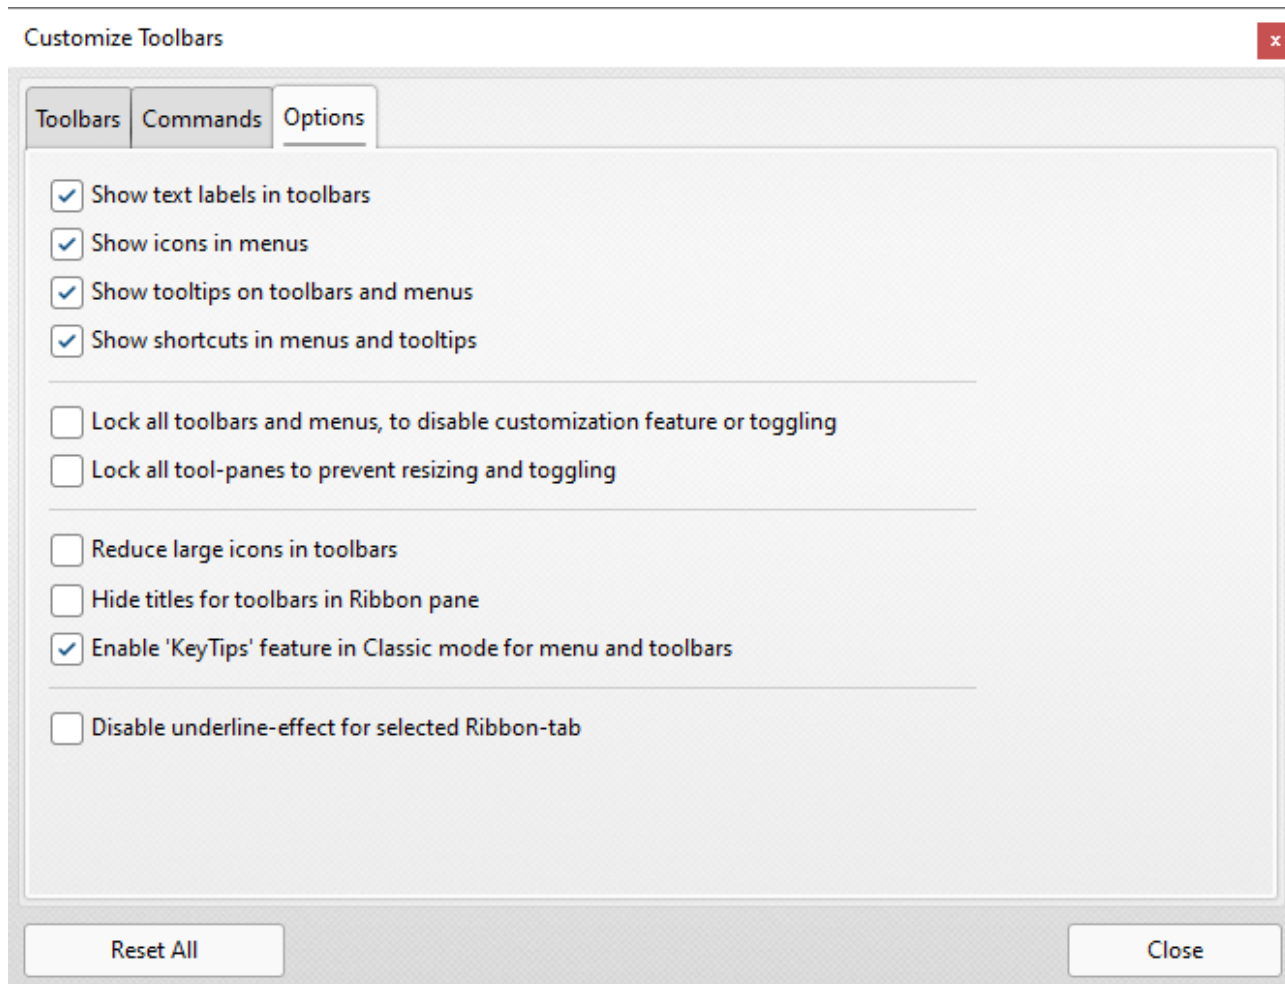 Customize Toolbars
x
Toolbars Commands Options
Show text labels in toolbars
Show icons in menus
Show tooltips on toolbars and menus
Show shortcuts in menus and tooltips
Lock all toolbars and menus, to disable customization feature or toggling
Lock all tool-panes to prevent resizing and toggling
Reduce large icons in toolbars
Hide titles for toolbars in Ribbon pane
Enable 'KeyTips' feature in Classic mode for menu and toolbars
Disable underline-effect for selected Ribbon-tab
Reset All Close